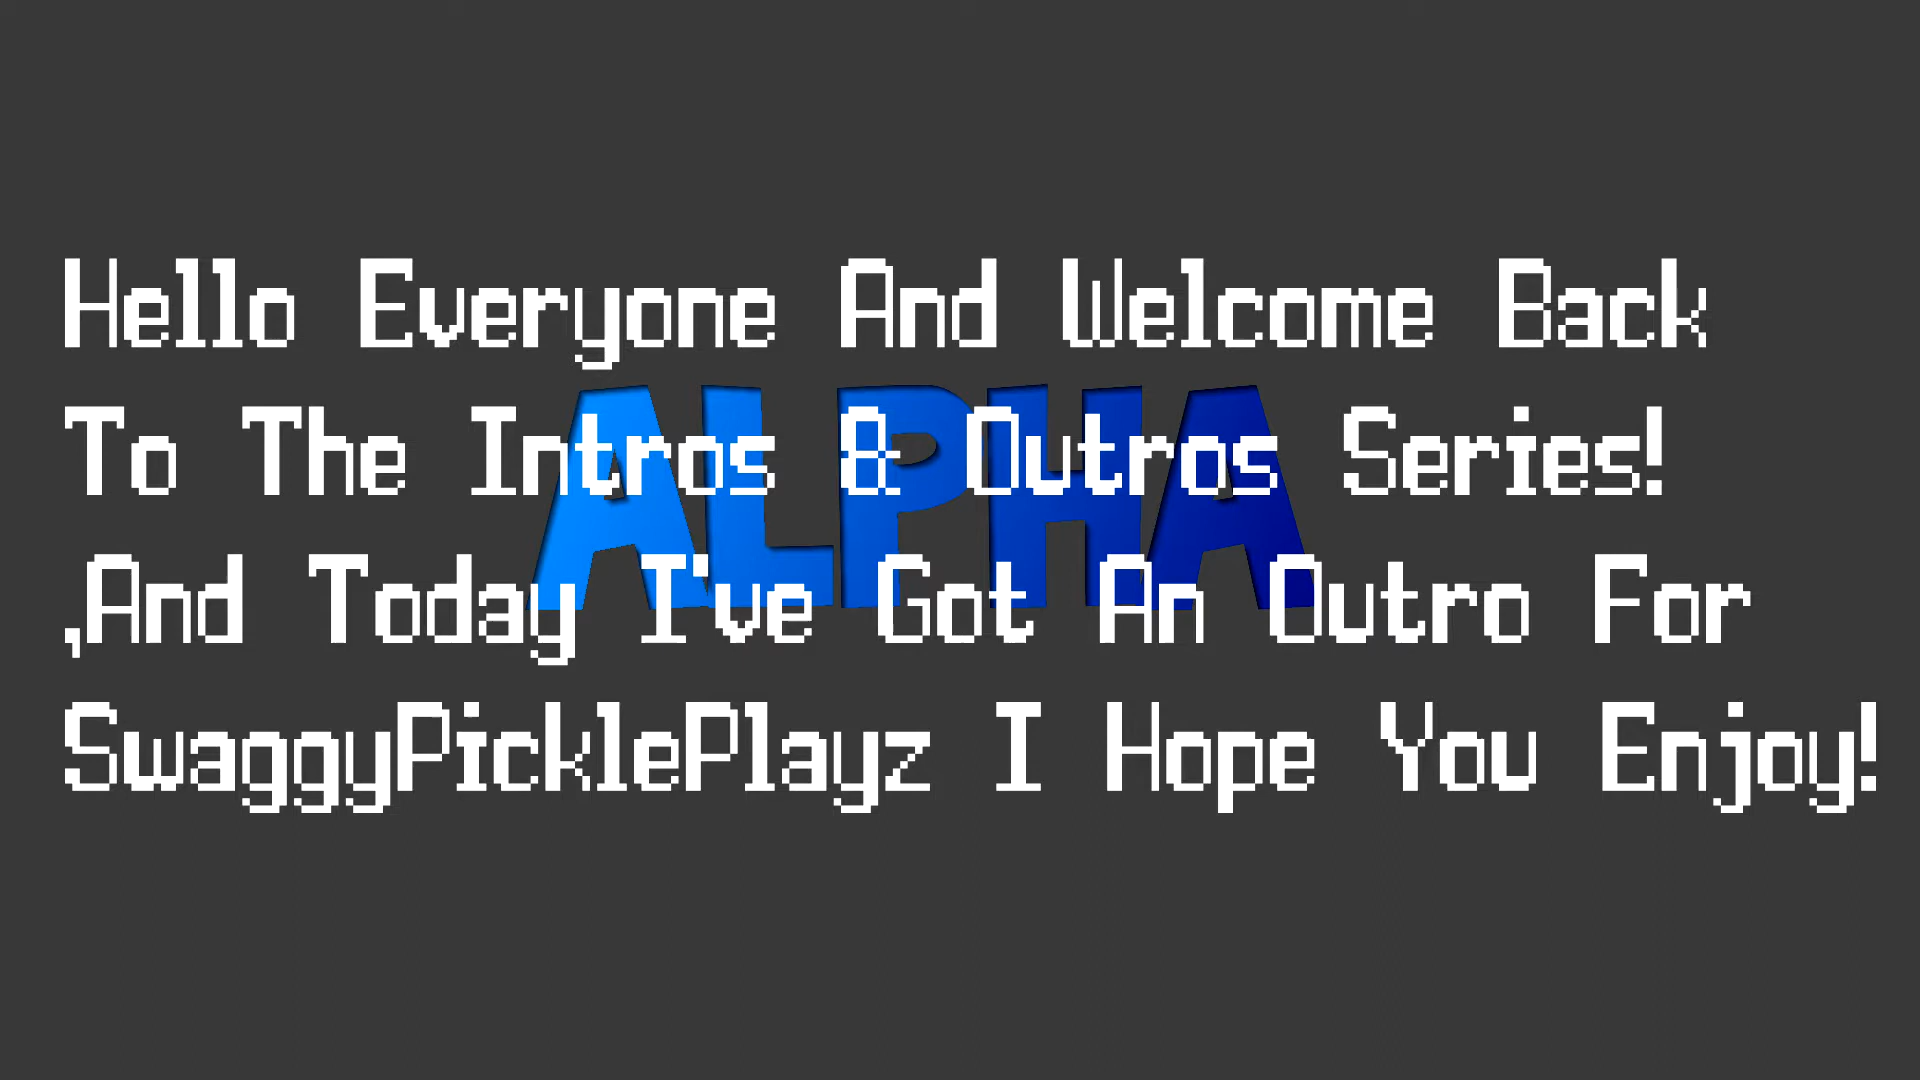 Hello Everyone And Welcome Back
To The Intros & Outros Series!
ALPHA
,And Today I've Got An Outro For
SwaggyPicklePlayz I Hope You Enjoy!